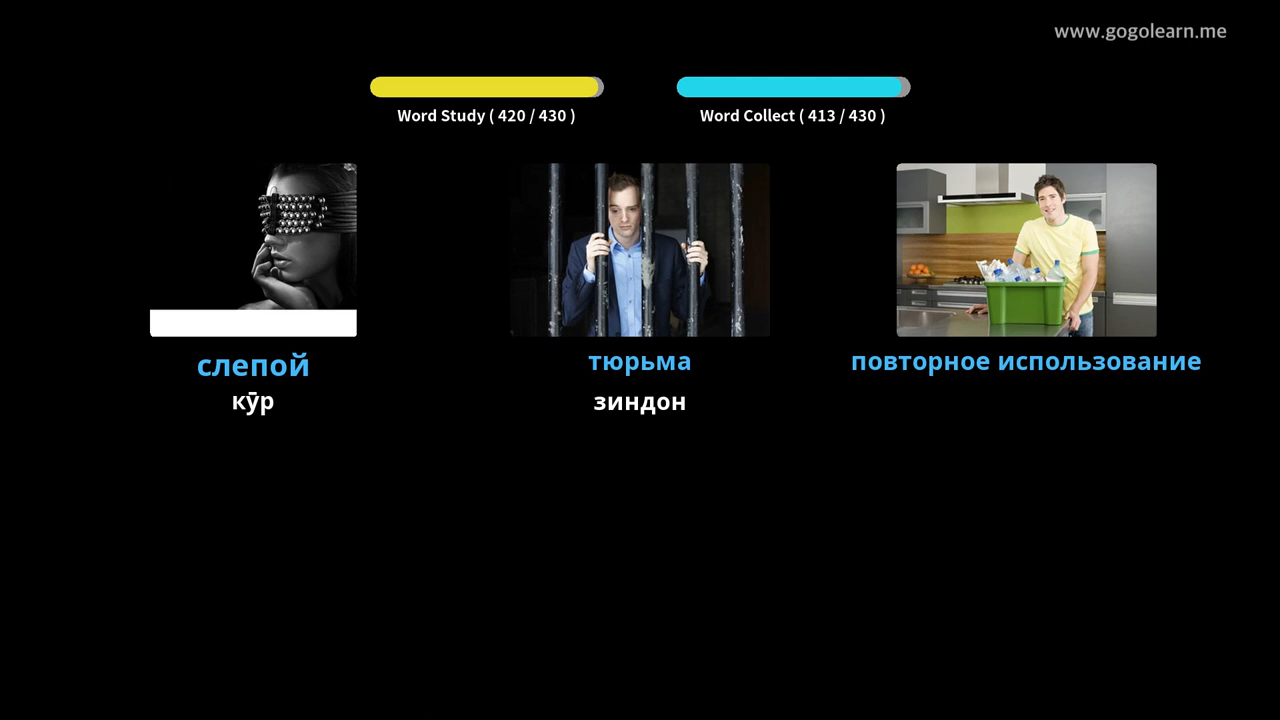 www.gogolearn.me
Word Study ( 420 / 430 )
Word Collect ( 413 / 430 )
слепой
кӯр
тюрьма
зиндон
повторное использование